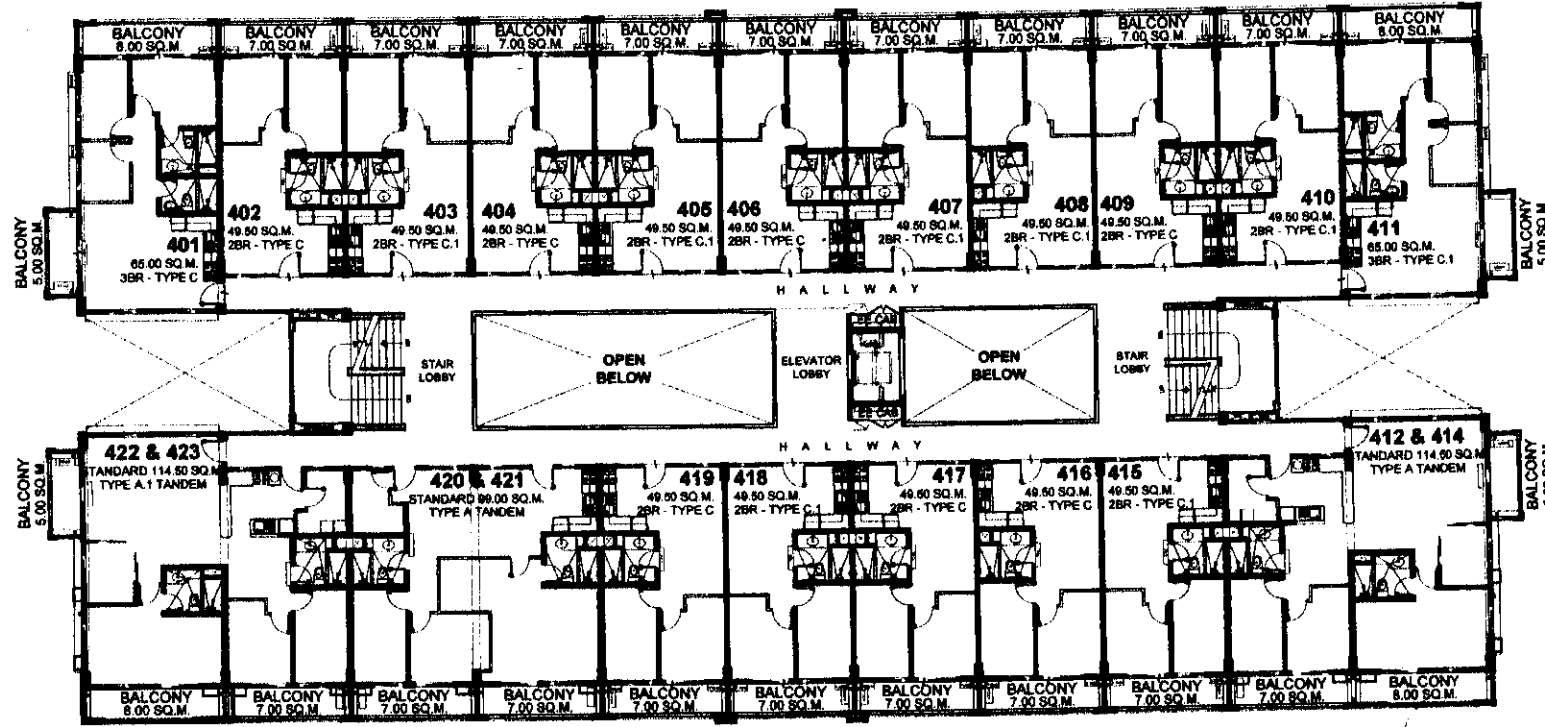 BALCONY
8.00 SQ.M.
BALCONY
7.00 SQ.M.
BALCONY
7.00 SQ.M.
BALCONY
7.00 SQ.M.
BALCONY
7.00 SQ.M.
BALCONY
7.00 SQ.M.
BALCONY
7.00 SQ.M.
BALCONY
7.00 SQ.M.
BALCONY
7.00 SQ.M.
BALCONY
7.00 SQ.M.
BALCONY
8.00 SQ.M.
BALCONY
5.00 SQ.M.
401
65.00 SQ.M.
3BR - TYPE C
402
49.50 SQ.M.
2BR - TYPE C
403
49.50 SQ.M.
2BR - TYPE C.1
404
49.50 SQ.M.
2BR - TYPE C
405
49.50 SQ.M.
2BR - TYPE C.1
406
49.50 SQ.M.
2BR - TYPE C
407
49.50 SQ.M.
2BR - TYPE C.1
408
49.50 SQ.M.
2BR - TYPE C.1
409
49.50 SQ.M.
2BR - TYPE C
410
49.50 SQ.M.
2BR - TYPE C.1
411
65.00 SQ.M.
3BR - TYPE C.1
BALCONY
5.00 SQ.M.
HALLWAY
STAIR
LOBBY
OPEN
BELOW
ELEVATOR
LOBBY
EE CAB
EE CAB
OPEN
BELOW
STAIR
LOBBY
HALLWAY
BALCONY
5.00 SQ.M.
422 & 423
STANDARD 114.50 SQ.M.
TYPE A.1 TANDEM
420 & 421
STANDARD 99.00 SQ.M.
TYPE A TANDEM
419
49.50 SQ.M.
2BR - TYPE C
418
49.50 SQ.M.
2BR - TYPE C.1
417
49.50 SQ.M.
2BR - TYPE C
416
49.50 SQ.M.
2BR - TYPE C
415
49.50 SQ.M.
2BR - TYPE C.1
412 & 414
STANDARD 114.50 SQ.M
TYPE A TANDEM
BALCONY
BALCONY
8.00 SQ.M.
BALCONY
7.00 SQ.M.
BALCONY
7.00 SQ.M.
BALCONY
7.00 SQ.M.
BALCONY
7.00 SQ.M.
BALCONY
7.00 SQ.M.
BALCONY
7.00 SQ.M.
BALCONY
7.00 SQ.M.
BALCONY
7.00 SQ.M.
BALCONY
7.00 SQ.M.
BALCONY
8.00 SQ.M.